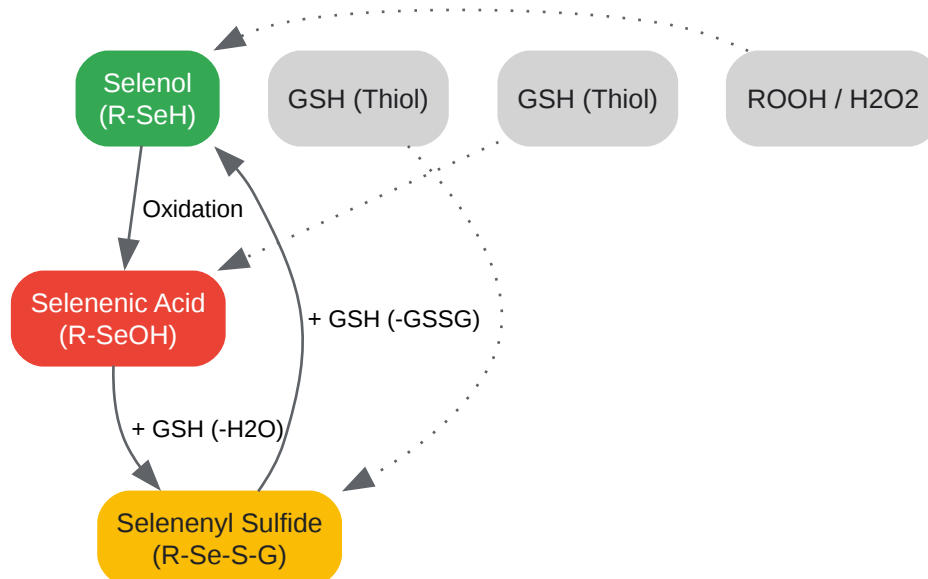 Selenol
(R-SeH)
GSH (Thiol)
GSH (Thiol)
ROOH / H2O2
Oxidation
Selenenic Acid
(R-SeOH)
+ GSH (-GSSG)
+ GSH (-H2O)
Selenenyl Sulfide
(R-Se-S-G)